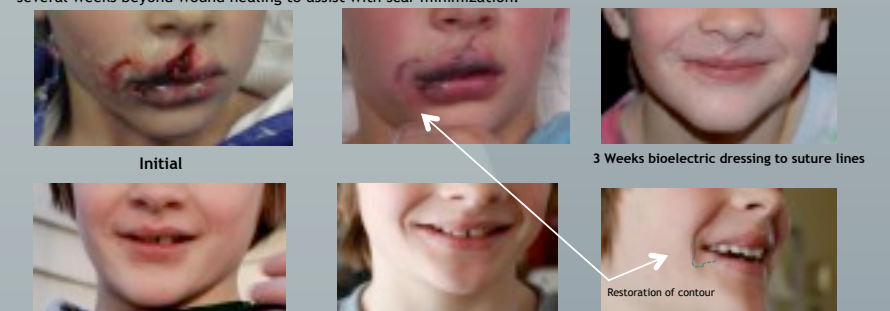 several weeks beyond wound healing to assist with scar minimization.
Initial
3 Weeks bioelectric dressing to suture lines
Restoration of contour